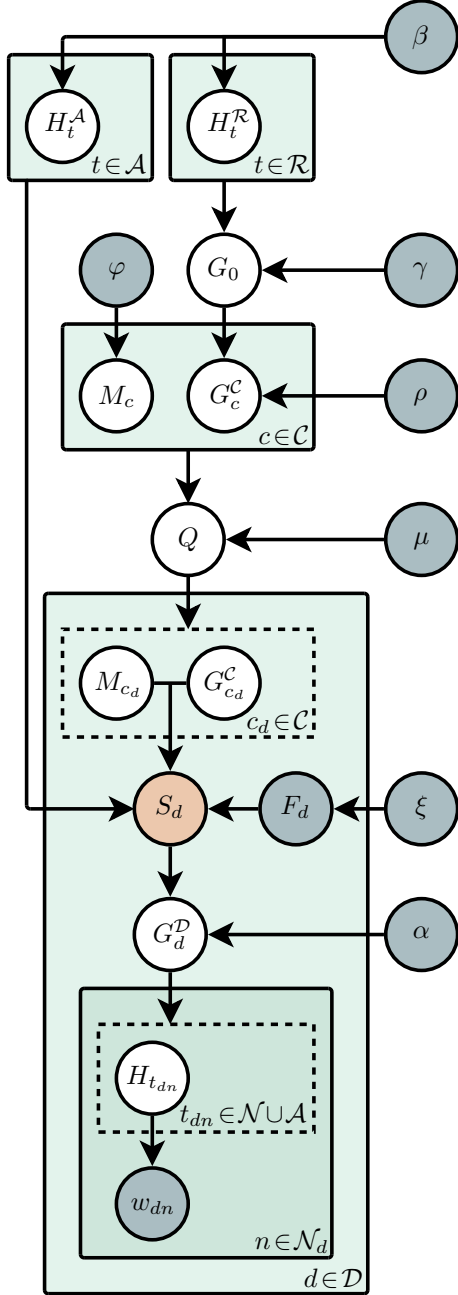 β
H_t^𝒜
H_t^ℛ
t ∈ 𝒜
t ∈ ℛ
φ
G_0
γ
M_c
G_c^𝒞
ρ
c ∈ 𝒞
Q
μ
M_{c_d}
G_{c_d}^𝒞
c_d ∈ 𝒞
S_d
F_d
ξ
G_d^𝒟
α
H_{t_{dn}}
t_{dn} ∈ 𝒩 ∪ 𝒜
w_{dn}
n ∈ 𝒩_d
d ∈ 𝒟